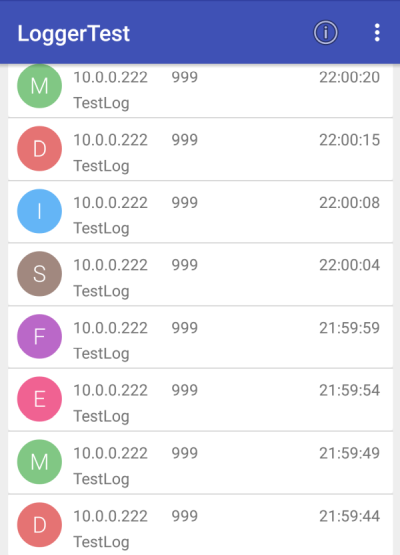 LoggerTest
M 10.0.0.222 999 22:00:20
TestLog
D 10.0.0.222 999 22:00:15
TestLog
I 10.0.0.222 999 22:00:08
TestLog
S 10.0.0.222 999 22:00:04
TestLog
F 10.0.0.222 999 21:59:59
TestLog
E 10.0.0.222 999 21:59:54
TestLog
M 10.0.0.222 999 21:59:49
TestLog
D 10.0.0.222 999 21:59:44
TestLog